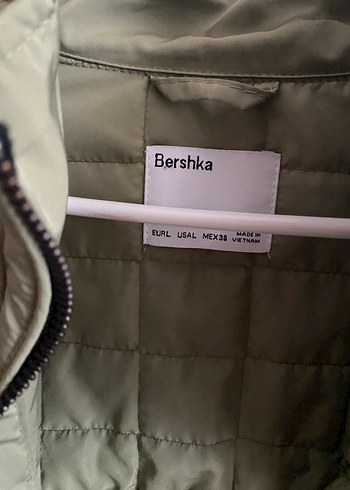 Bershka
EUR L USA L MEX 38 MADE IN
VIETNAM